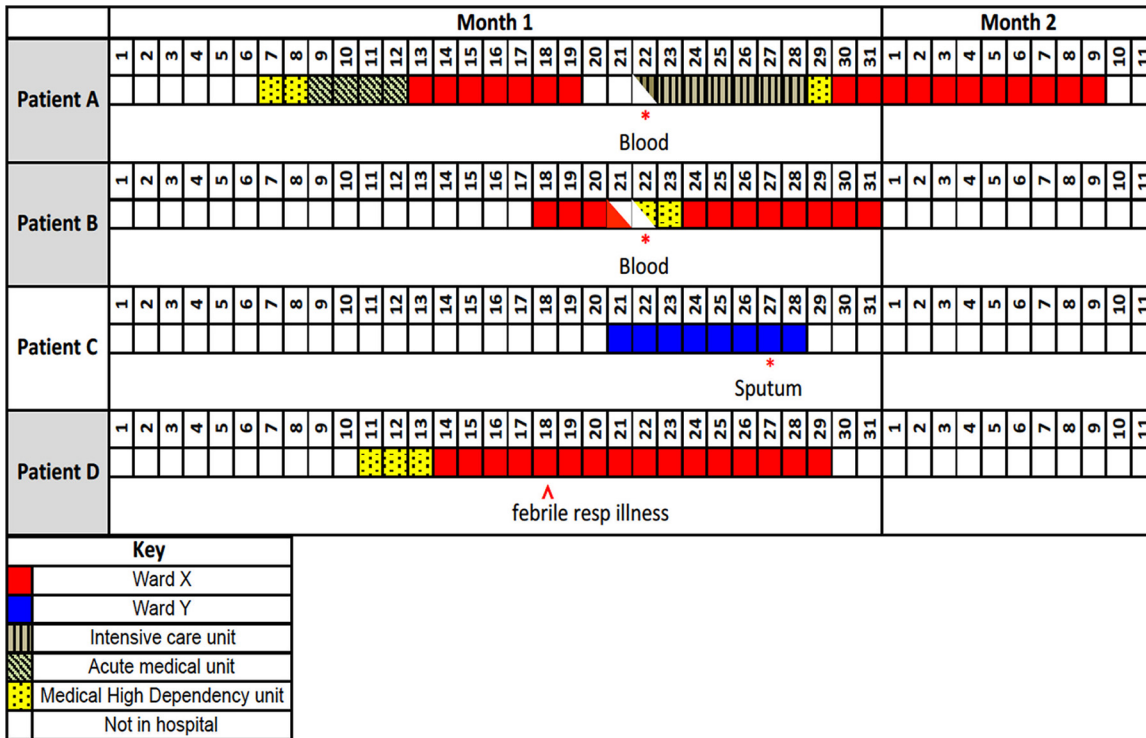 Month 1 Month 2
1 2 3 4 5 6 7 8 9 10 11 12 13 14 15 16 17 18 19 20 21 22 23 24 25 26 27 28 29 30 31 1 2 3 4 5 6 7 8 9 10 11
Patient A
*
Blood
1 2 3 4 5 6 7 8 9 10 11 12 13 14 15 16 17 18 19 20 21 22 23 24 25 26 27 28 29 30 31 1 2 3 4 5 6 7 8 9 10 11
Patient B
*
Blood
1 2 3 4 5 6 7 8 9 10 11 12 13 14 15 16 17 18 19 20 21 22 23 24 25 26 27 28 29 30 31 1 2 3 4 5 6 7 8 9 10 11
Patient C
*
Sputum
1 2 3 4 5 6 7 8 9 10 11 12 13 14 15 16 17 18 19 20 21 22 23 24 25 26 27 28 29 30 31 1 2 3 4 5 6 7 8 9 10 11
Patient D
^
febrile resp illness
Key
Ward X
Ward Y
Intensive care unit
Acute medical unit
Medical High Dependency unit
Not in hospital